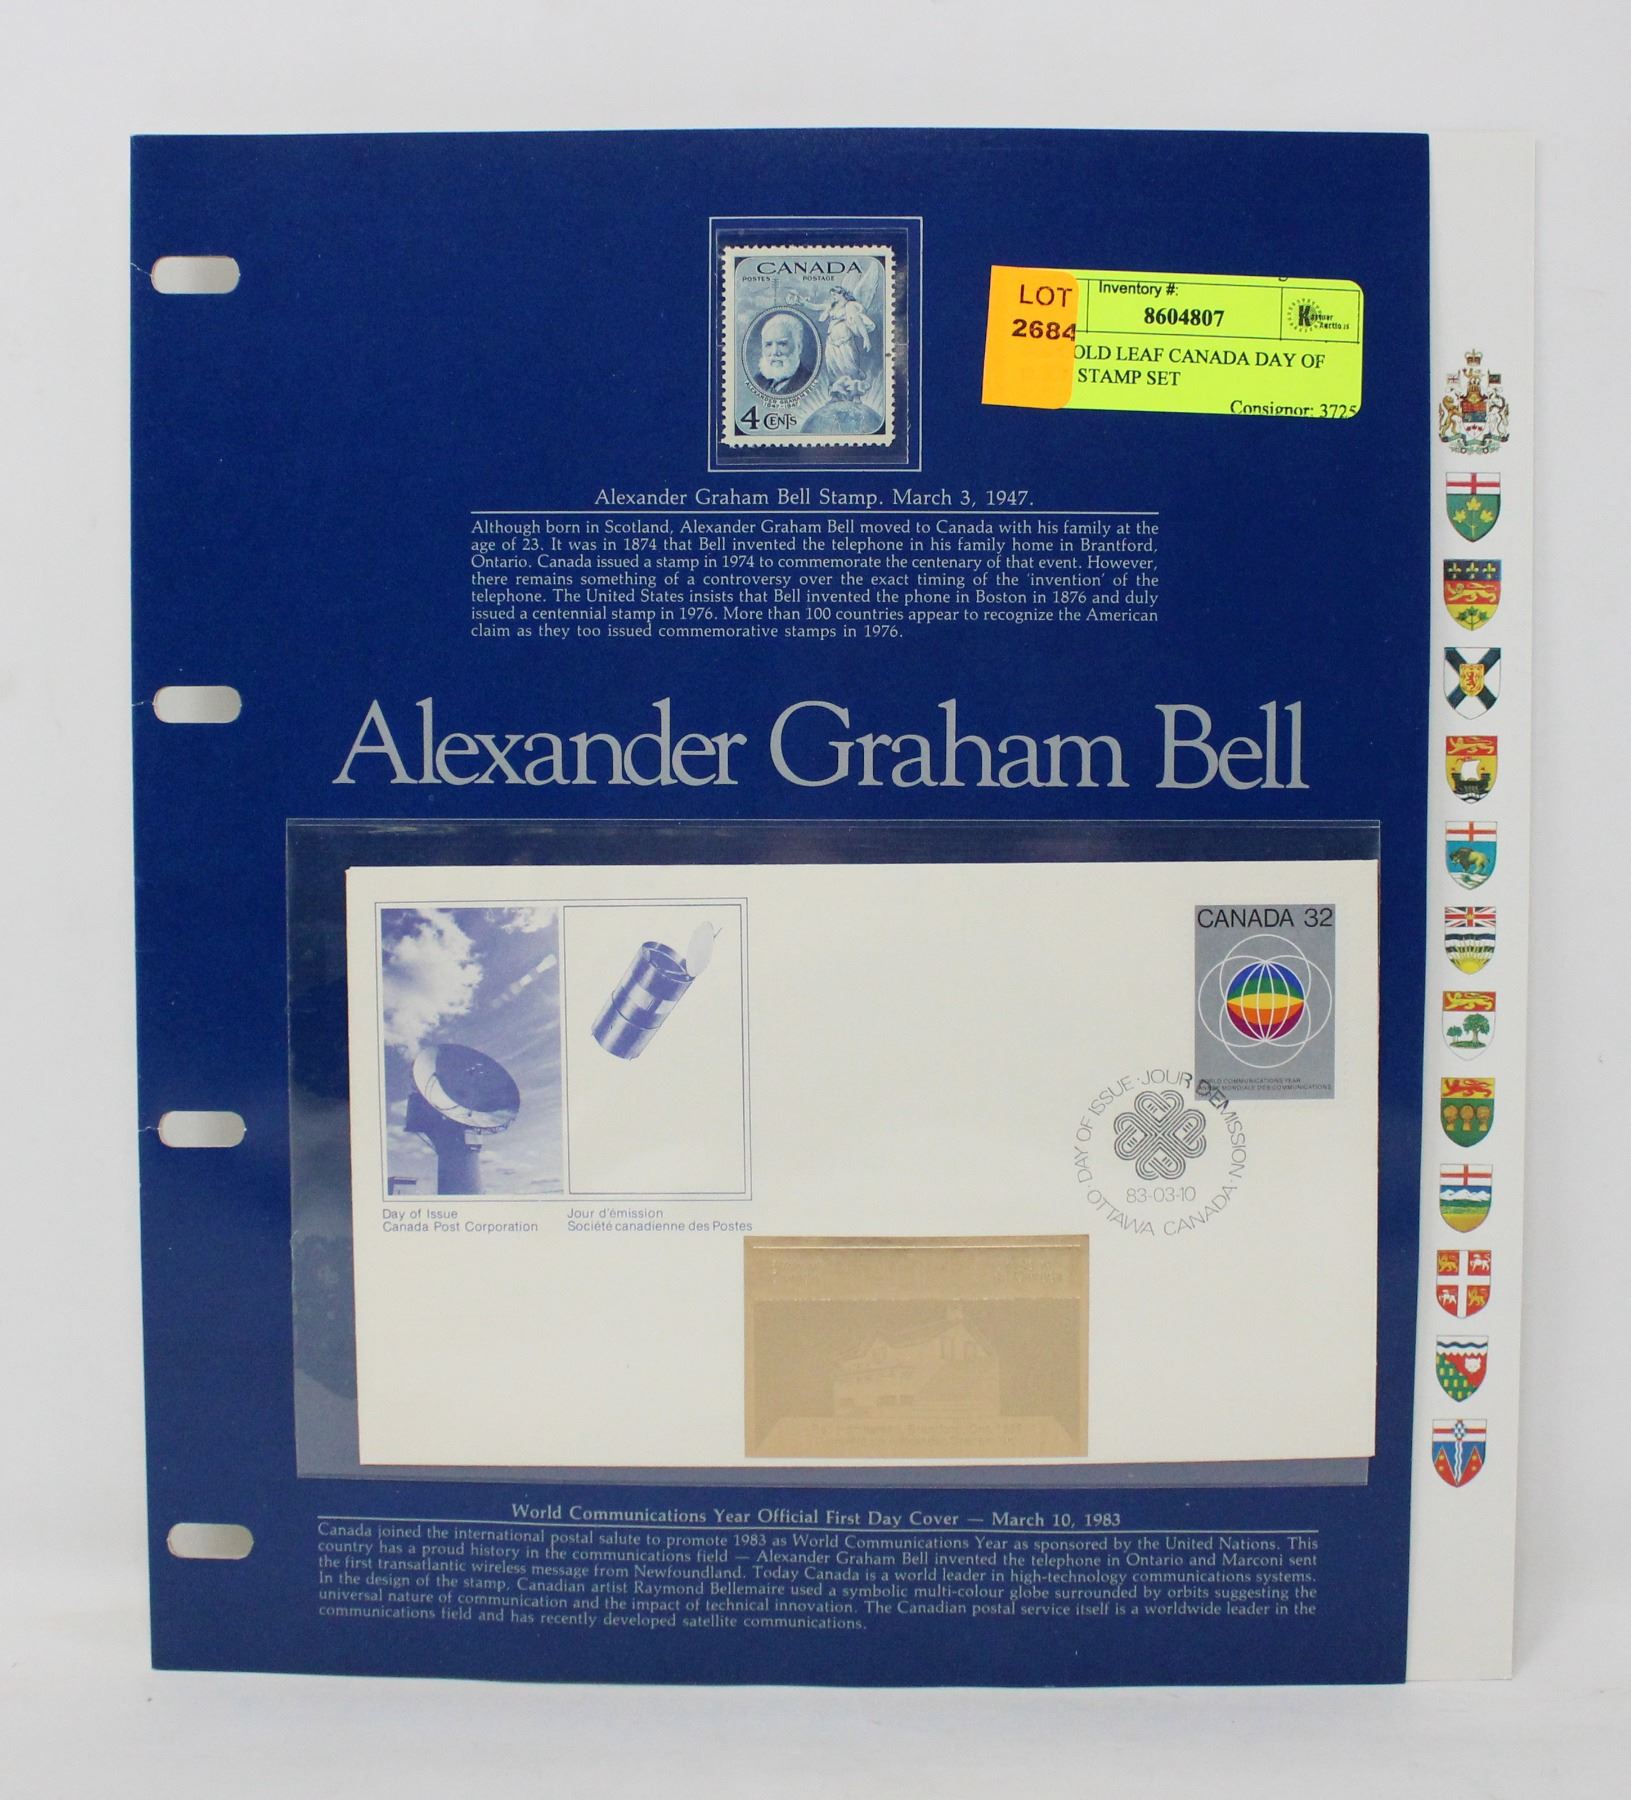 CANADA
POSTES POSTAGE
ALEXANDER GRAHAM BELL
1847-1947
4 CENTS
LOT
2684
Inventory #:
8604807
OLD LEAF CANADA DAY OF
STAMP SET
Consignor: 3725
Alexander Graham Bell Stamp. March 3, 1947.
Although born in Scotland, Alexander Graham Bell moved to Canada with his family at the
age of 23. It was in 1874 that Bell invented the telephone in his family home in Brantford,
Ontario. Canada issued a stamp in 1974 to commemorate the centenary of that event. However,
there remains something of a controversy over the exact timing of the 'invention' of the
telephone. The United States insists that Bell invented the phone in Boston in 1876 and duly
issued a centennial stamp in 1976. More than 100 countries appear to recognize the American
claim as they too issued commemorative stamps in 1976.
Alexander Graham Bell
CANADA 32
WORLD COMMUNICATIONS YEAR
MONDIALE DES COMMUNICATIONS
DAY OF ISSUE · JOUR D'ÉMISSION
83-03-10
OTTAWA CANADA
Day of Issue
Canada Post Corporation
Jour d'émission
Société canadienne des Postes
World Communications Year Official First Day Cover — March 10, 1983
Canada joined the international postal salute to promote 1983 as World Communications Year as sponsored by the United Nations. This
country has a proud history in the communications field — Alexander Graham Bell invented the telephone in Ontario and Marconi sent
the first transatlantic wireless message from Newfoundland. Today Canada is a world leader in high-technology communications systems.
In the design of the stamp, Canadian artist Raymond Bellemaire used a symbolic multi-colour globe surrounded by orbits suggesting the
universal nature of communication and the impact of technical innovation. The Canadian postal service itself is a worldwide leader in the
communications field and has recently developed satellite communications.